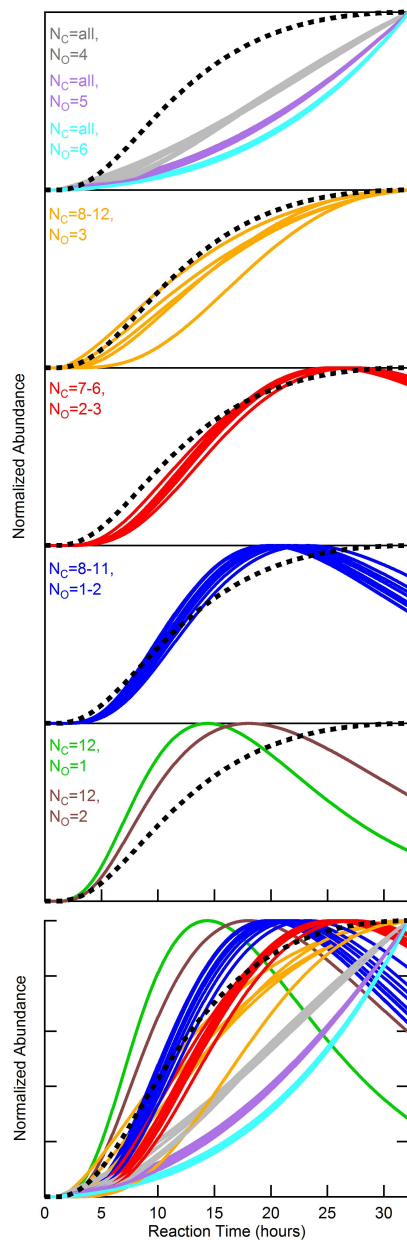 N_C=all,
N_O=4
N_C=all,
N_O=5
N_C=all,
N_O=6
N_C=8-12,
N_O=3
N_C=7-6,
N_O=2-3
Normalized Abundance
N_C=8-11,
N_O=1-2
N_C=12,
N_O=1
N_C=12,
N_O=2
Normalized Abundance
0 5 10 15 20 25 30
Reaction Time (hours)